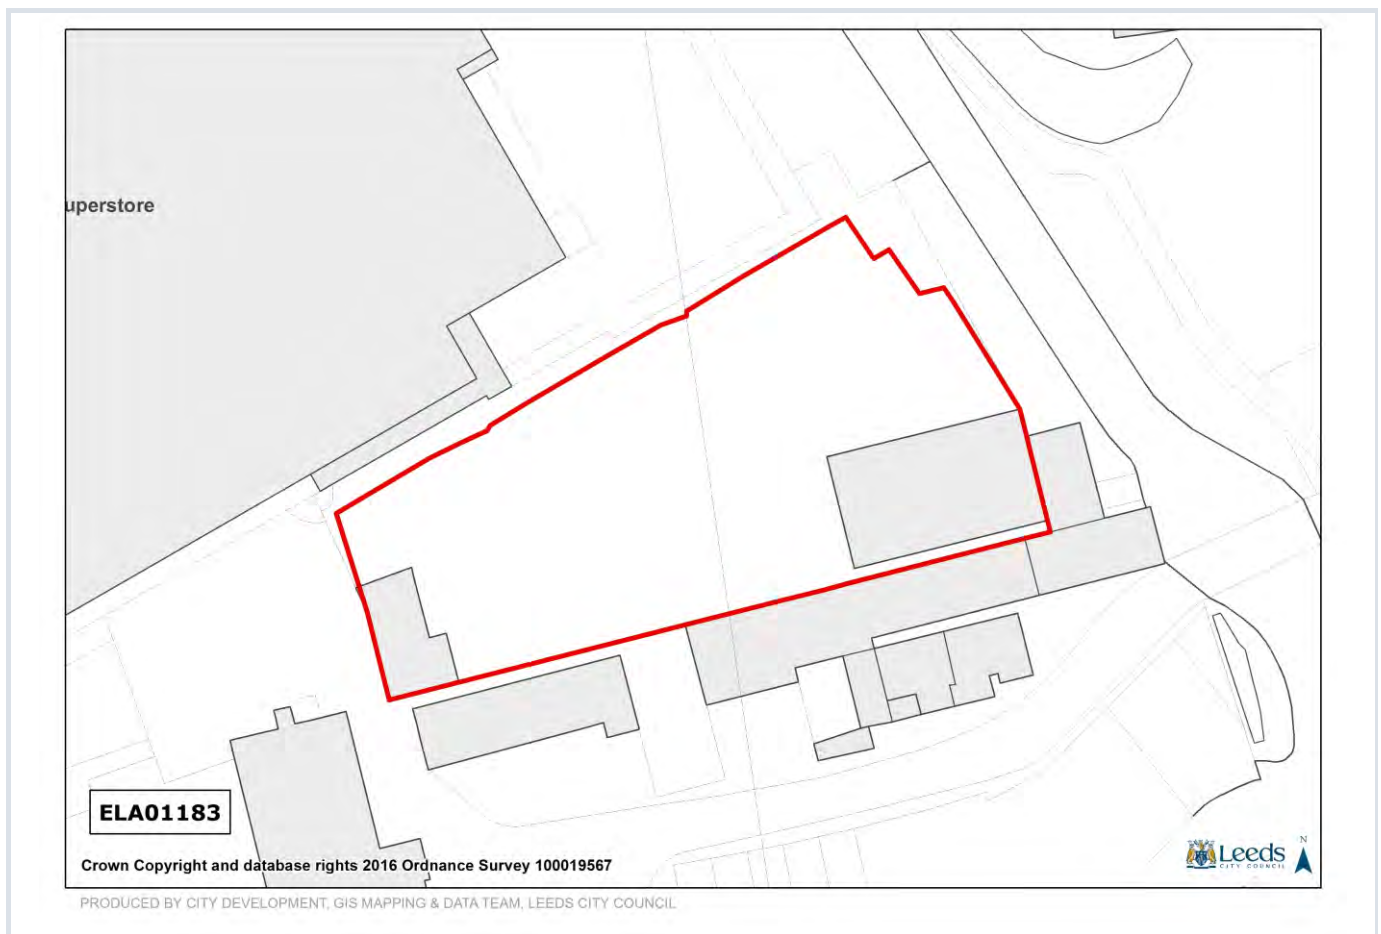 uperstore
ELA01183
Crown Copyright and database rights 2016 Ordnance Survey 100019567
Leeds
CITY COUNCIL
N
PRODUCED BY CITY DEVELOPMENT, GIS MAPPING & DATA TEAM, LEEDS CITY COUNCIL